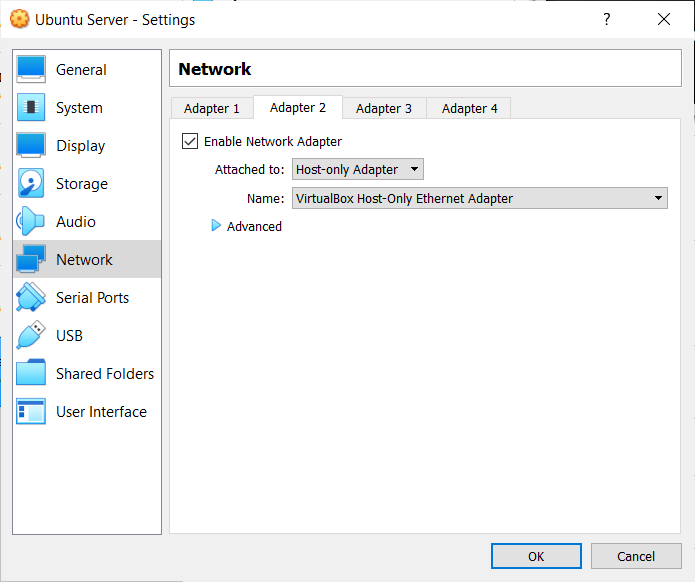 Ubuntu Server - Settings
?
General
System
Display
Storage
Audio
Network
Serial Ports
USB
Shared Folders
User Interface
Network
Adapter 1 Adapter 2 Adapter 3 Adapter 4
Enable Network Adapter
Attached to: Host-only Adapter
Name: VirtualBox Host-Only Ethernet Adapter
Advanced
OK Cancel